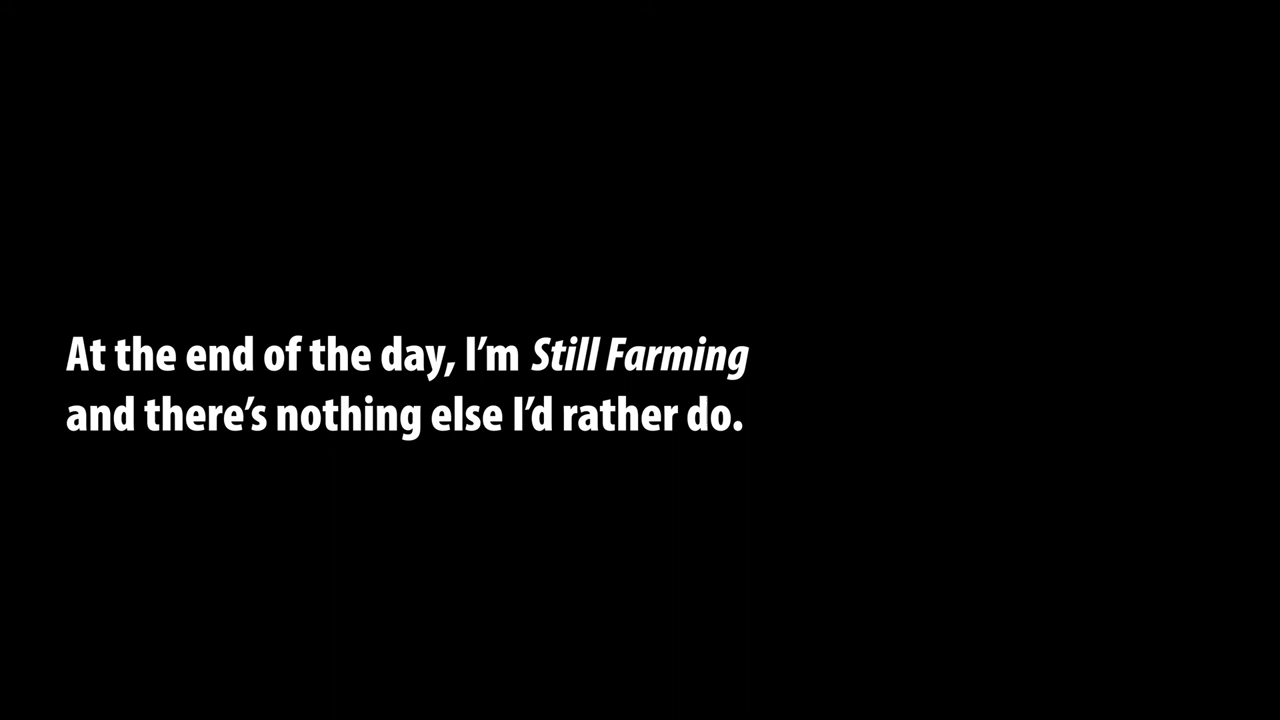 At the end of the day, I’m Still Farming
and there’s nothing else I’d rather do.